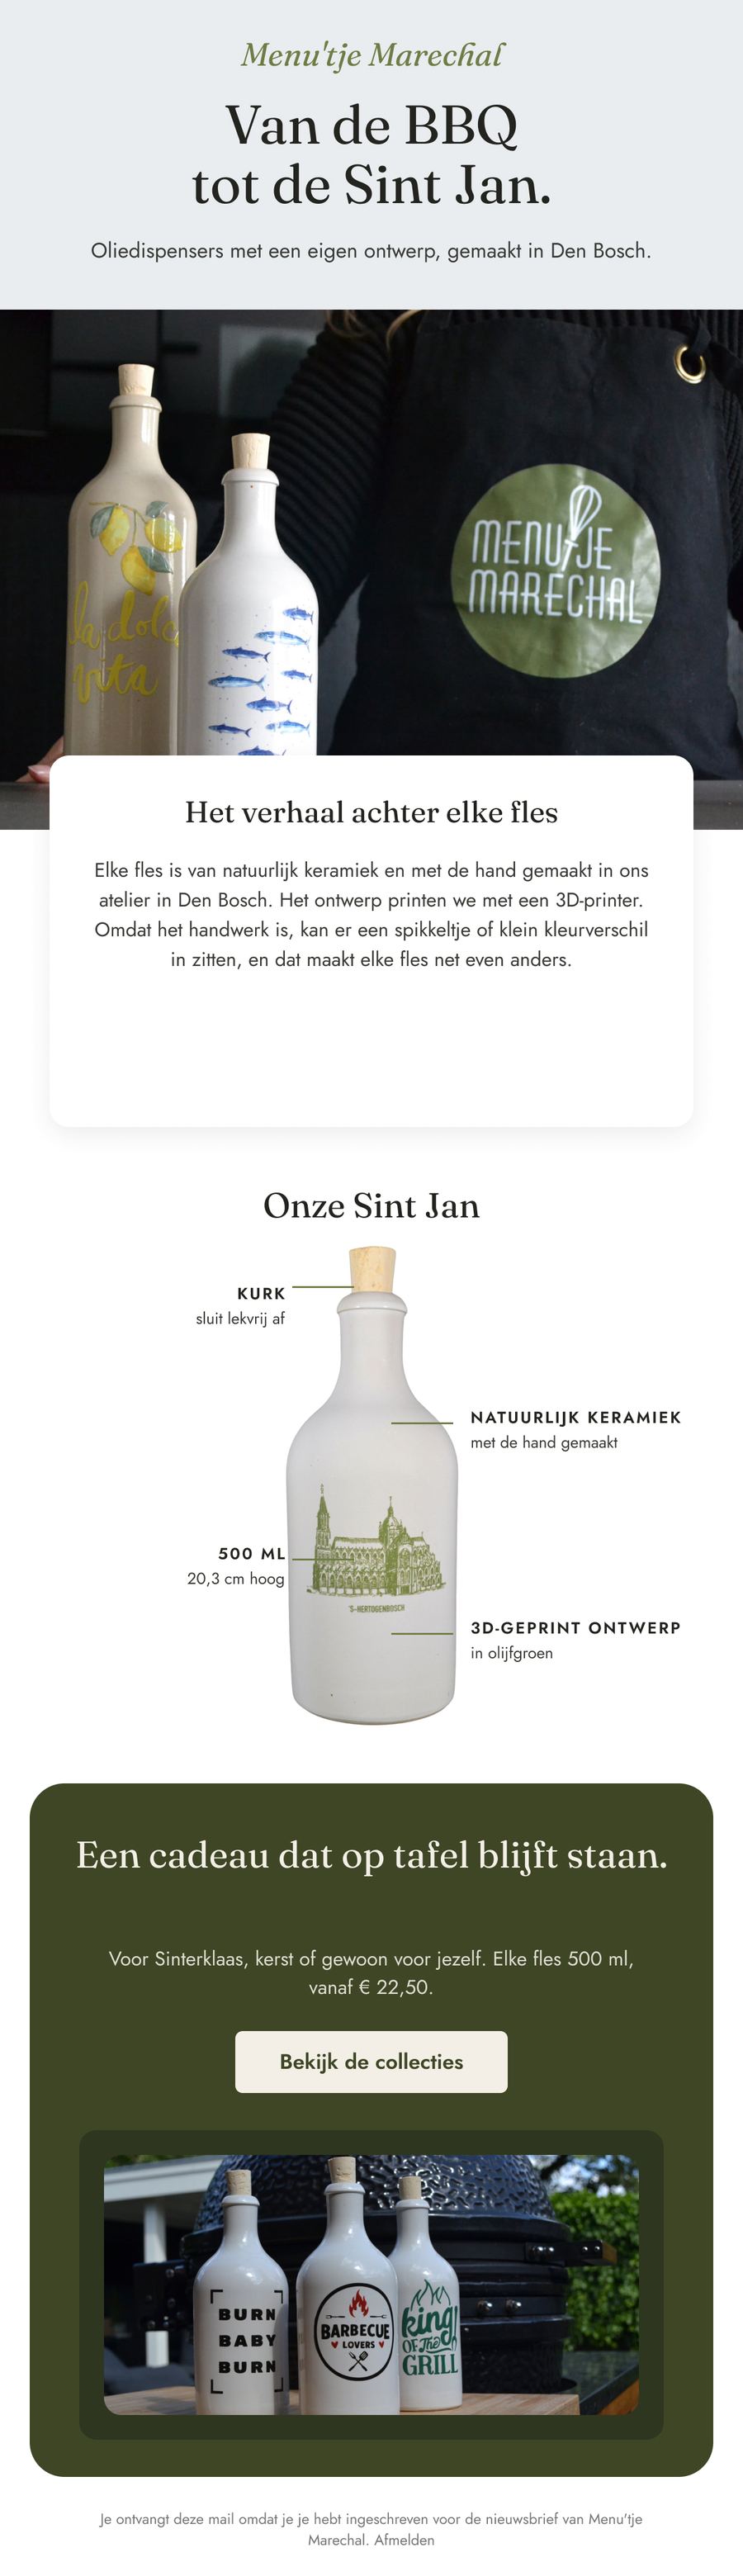 Menu'tje Marechal
Van de BBQ
tot de Sint Jan.
Oliedispensers met een eigen ontwerp, gemaakt in Den Bosch.
la dolce
vita
MENU'TJE
MARECHAL
Het verhaal achter elke fles
Elke fles is van natuurlijk keramiek en met de hand gemaakt in ons
atelier in Den Bosch. Het ontwerp printen we met een 3D-printer.
Omdat het handwerk is, kan er een spikkeltje of klein kleurverschil
in zitten, en dat maakt elke fles net even anders.
Onze Sint Jan
KURK
sluit lekvrij af
NATUURLIJK KERAMIEK
met de hand gemaakt
500 ML
20,3 cm hoog
'S-HERTOGENBOSCH
3D-GEPRINT ONTWERP
in olijfgroen
Een cadeau dat op tafel blijft staan.
Voor Sinterklaas, kerst of gewoon voor jezelf. Elke fles 500 ml,
vanaf € 22,50.
Bekijk de collecties
BURN
BABY
BURN
BARBECUE
LOVERS
king
OF THE
GRILL
Je ontvangt deze mail omdat je je hebt ingeschreven voor de nieuwsbrief van Menu'tje
Marechal. Afmelden